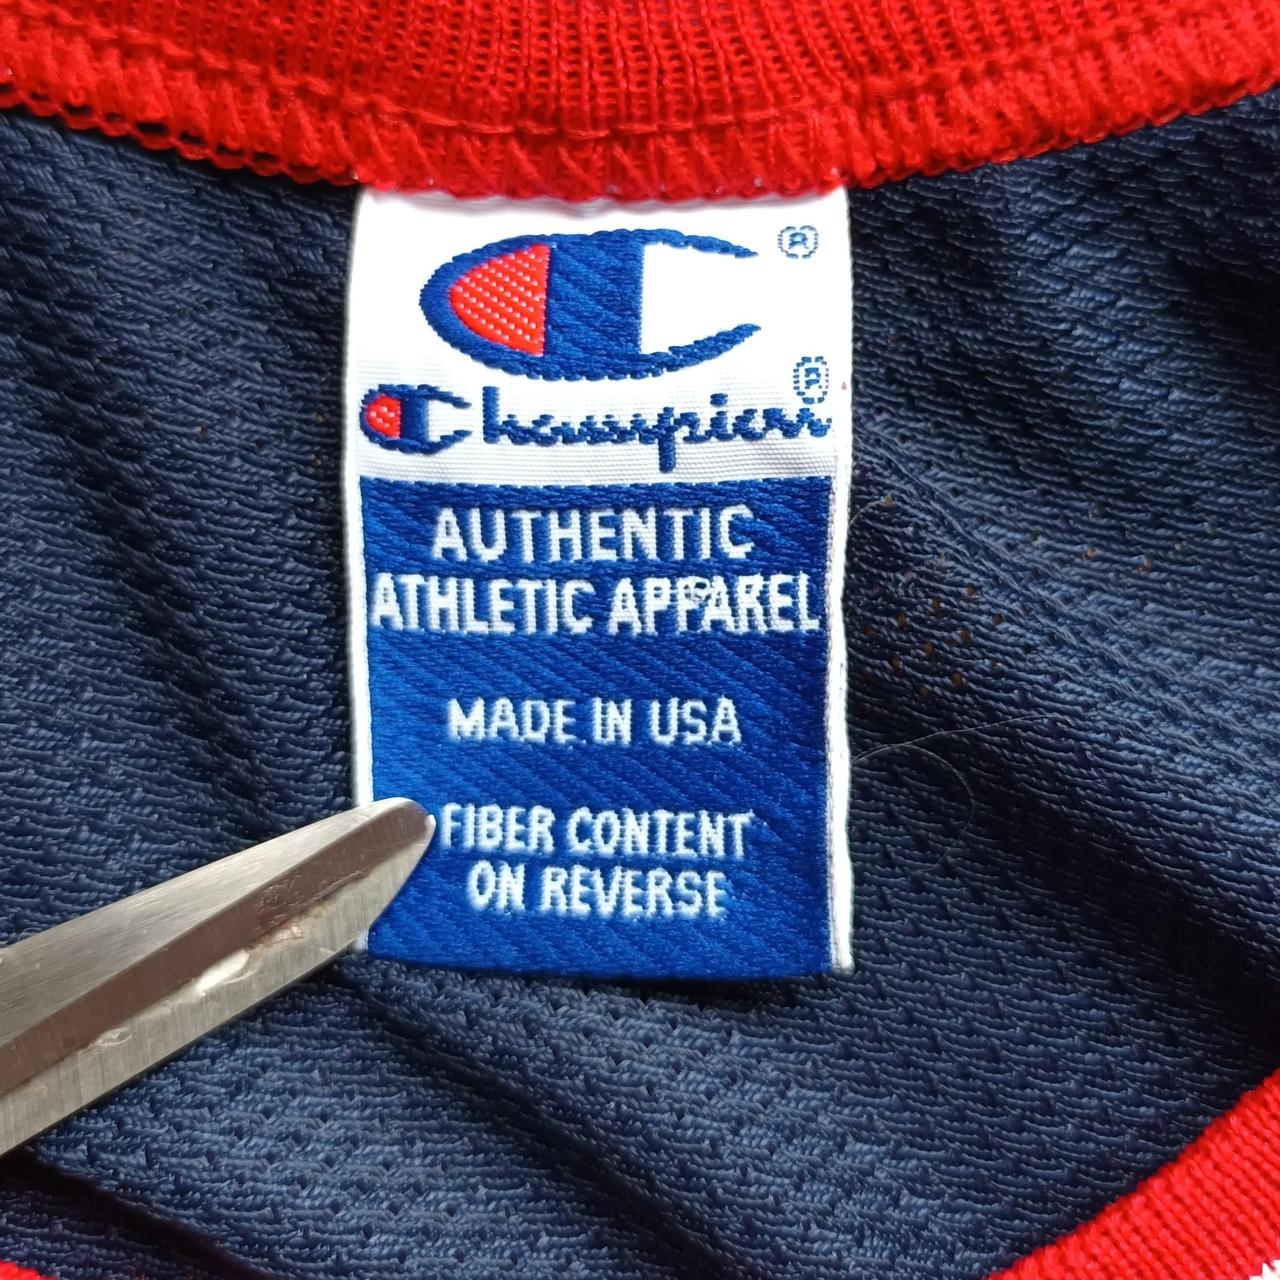 ®
Champion®
AUTHENTIC
ATHLETIC APPAREL
MADE IN USA
FIBER CONTENT
ON REVERSE